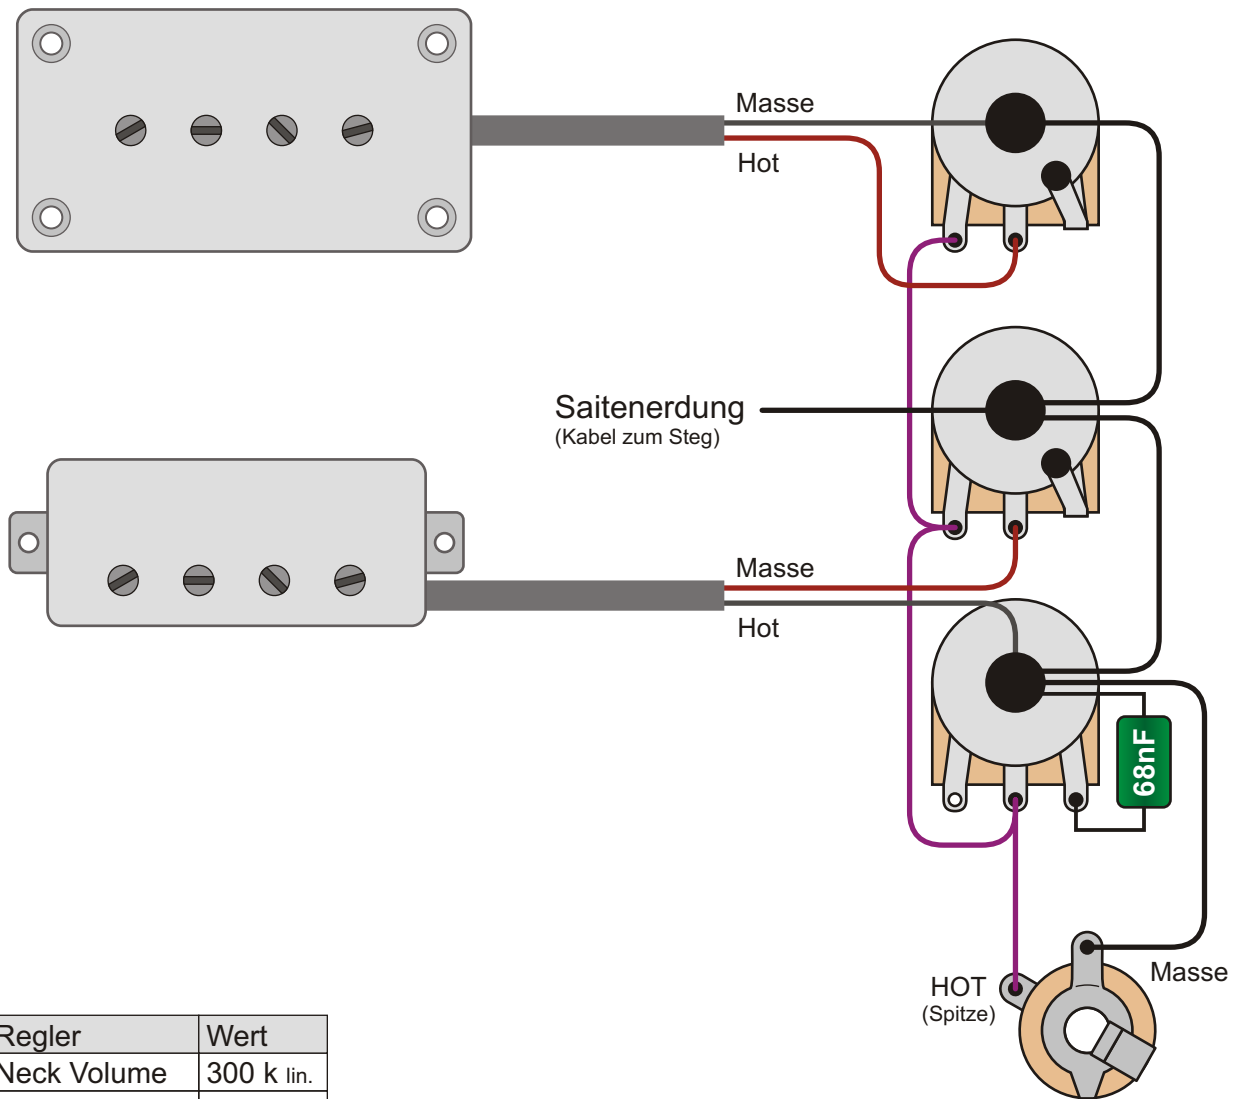 Masse
Hot
Saitenerdung
(Kabel zum Steg)
Masse
Hot
68nF
HOT
(Spitze)
Masse
Regler Wert
Neck Volume 300 k lin.